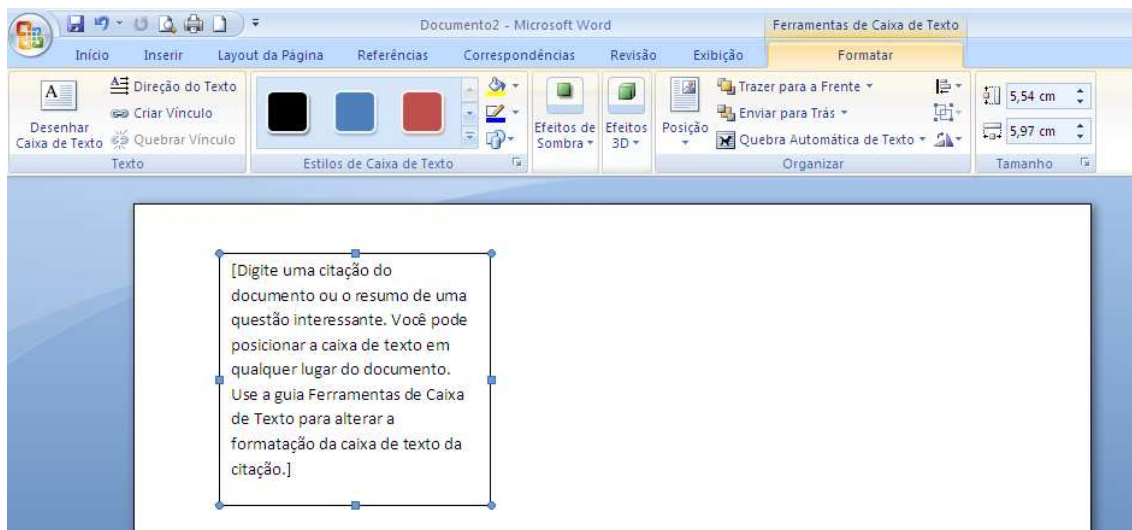 Documento2 - Microsoft Word
Ferramentas de Caixa de Texto
Início Inserir Layout da Página Referências Correspondências Revisão Exibição Formatar
A
Desenhar
Caixa de Texto
Direção do Texto
Criar Vínculo
Quebrar Vínculo
Texto
Estilos de Caixa de Texto
Efeitos de
Sombra
Efeitos
3D
Posição
Trazer para a Frente
Enviar para Trás
Quebra Automática de Texto
Organizar
5,54 cm
5,97 cm
Tamanho
[Digite uma citação do
documento ou o resumo de uma
questão interessante. Você pode
posicionar a caixa de texto em
qualquer lugar do documento.
Use a guia Ferramentas de Caixa
de Texto para alterar a
formatação da caixa de texto da
citação.]